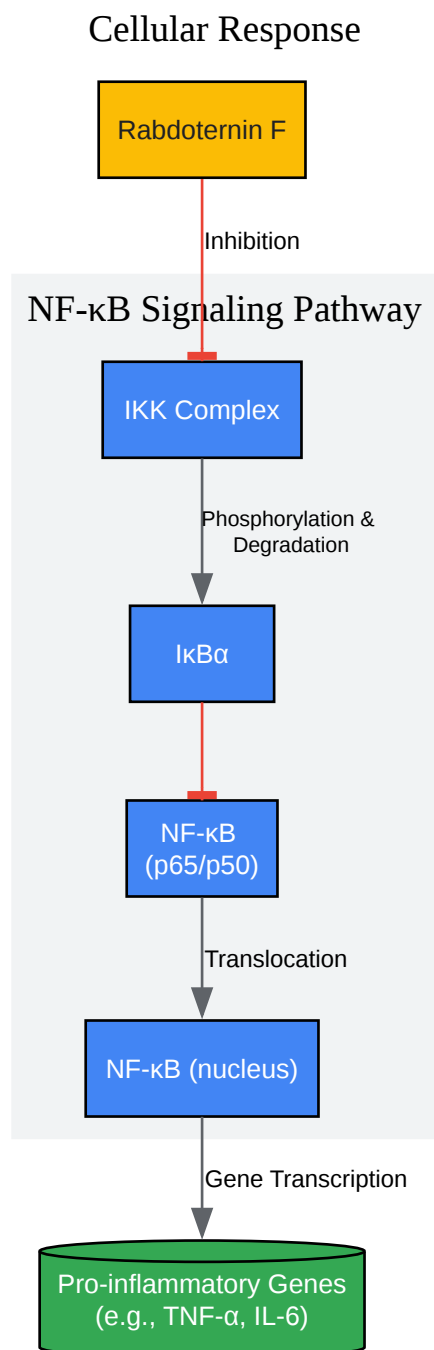 Cellular Response
Rabdoternin F
Inhibition
NF-κB Signaling Pathway
IKK Complex
Phosphorylation &
Degradation
IκBα
NF-κB
(p65/p50)
Translocation
NF-κB (nucleus)
Gene Transcription
Pro-inflammatory Genes
(e.g., TNF-α, IL-6)